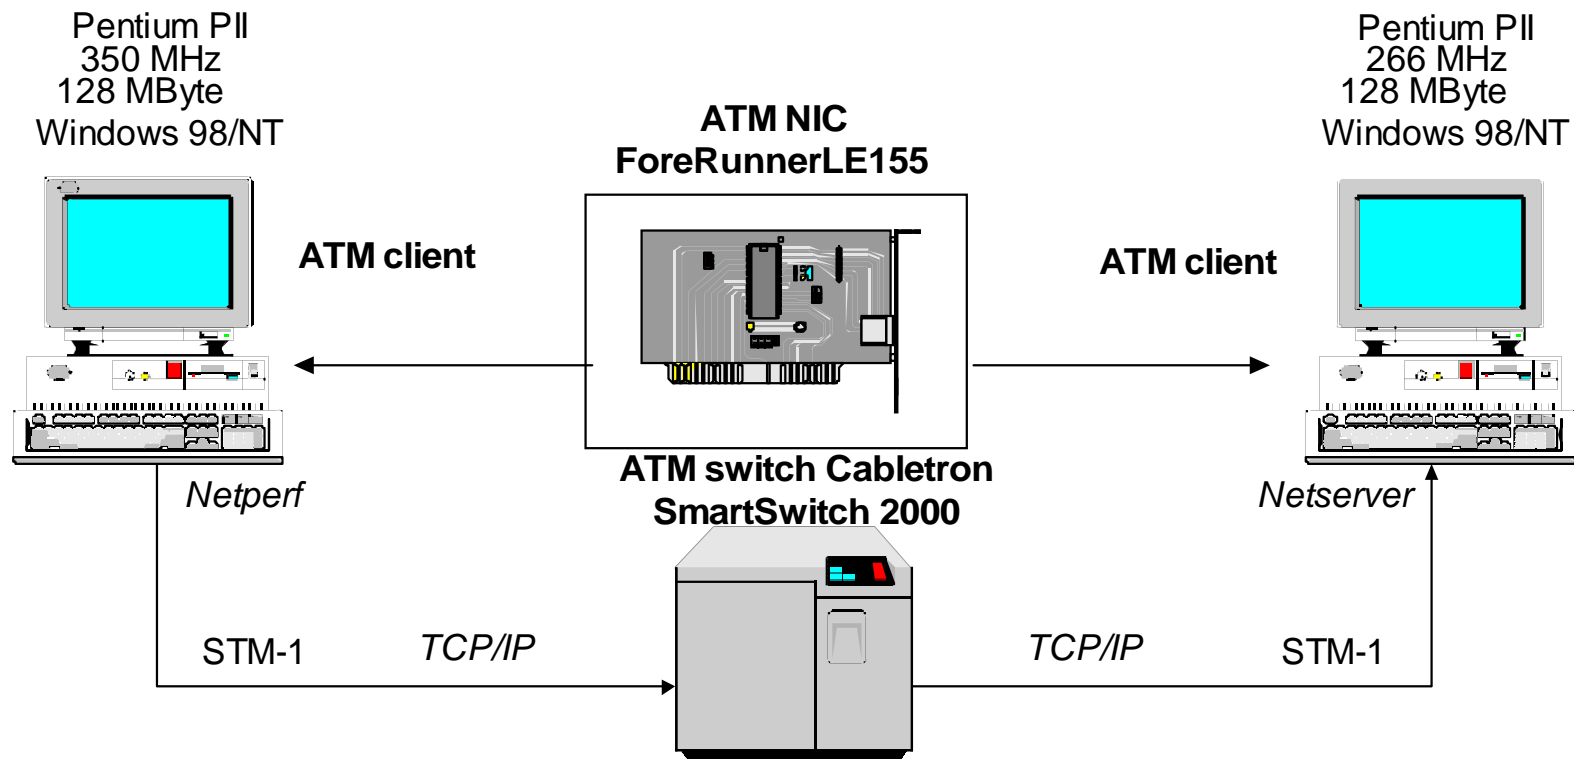 Pentium PII
350 MHz
128 MByte
Windows 98/NT
Pentium PII
266 MHz
128 MByte
Windows 98/NT
ATM NIC
ForeRunnerLE155
ATM client
ATM client
Netperf
ATM switch Cabletron
SmartSwitch 2000
Netserver
STM-1
TCP/IP
TCP/IP
STM-1